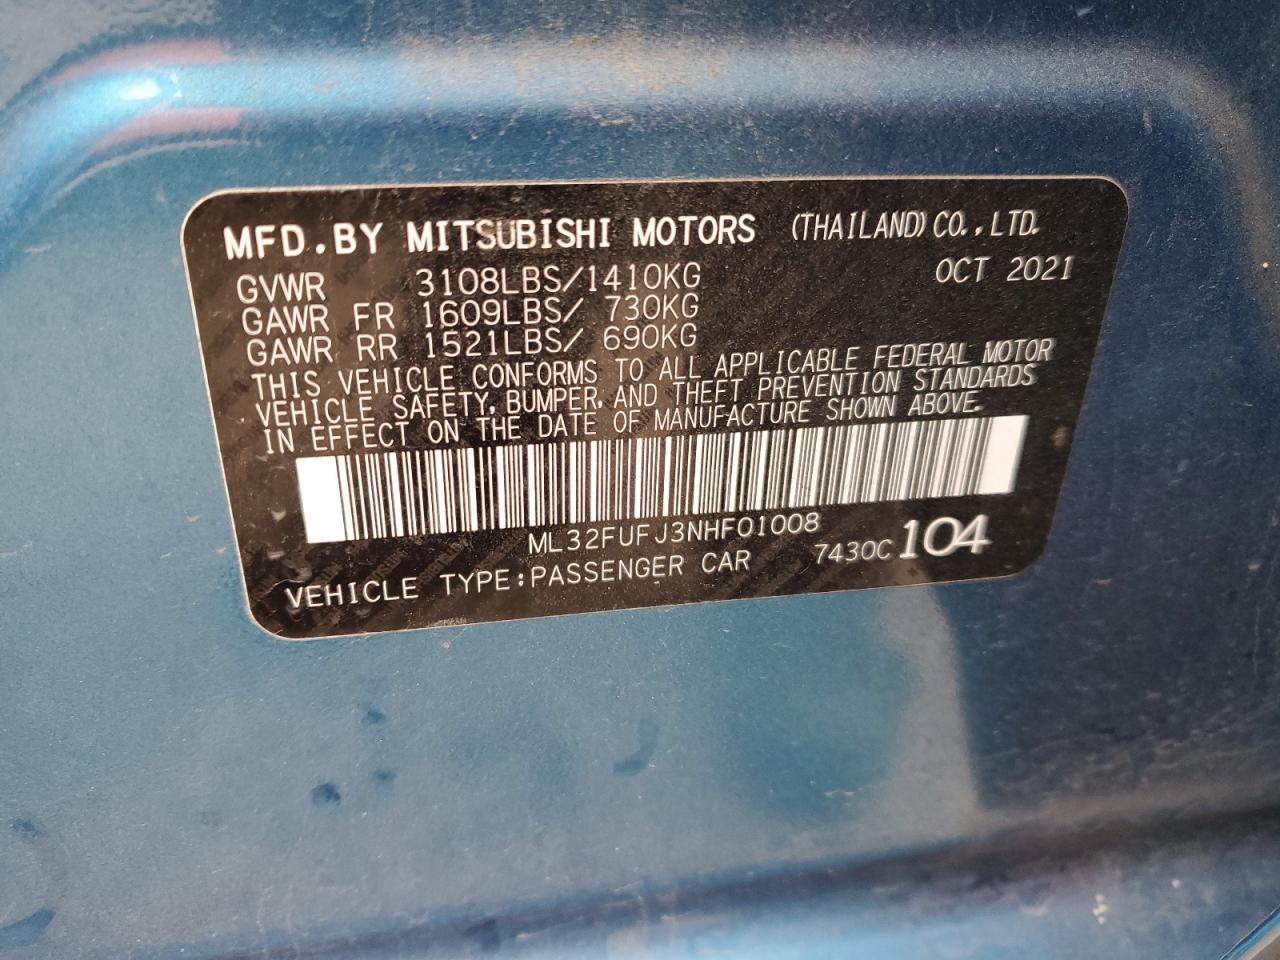 MFD.BY MITSUBISHI MOTORS (THAILAND) CO.,LTD.
GVWR 3108LBS/1410KG OCT 2021
GAWR FR 1609LBS/ 730KG
GAWR RR 1521LBS/ 690KG
THIS VEHICLE CONFORMS TO ALL APPLICABLE FEDERAL MOTOR
VEHICLE SAFETY, BUMPER, AND THEFT PREVENTION STANDARDS
IN EFFECT ON THE DATE OF MANUFACTURE SHOWN ABOVE.
ML32FUFJ3NHF01008
VEHICLE TYPE:PASSENGER CAR 7430C 104